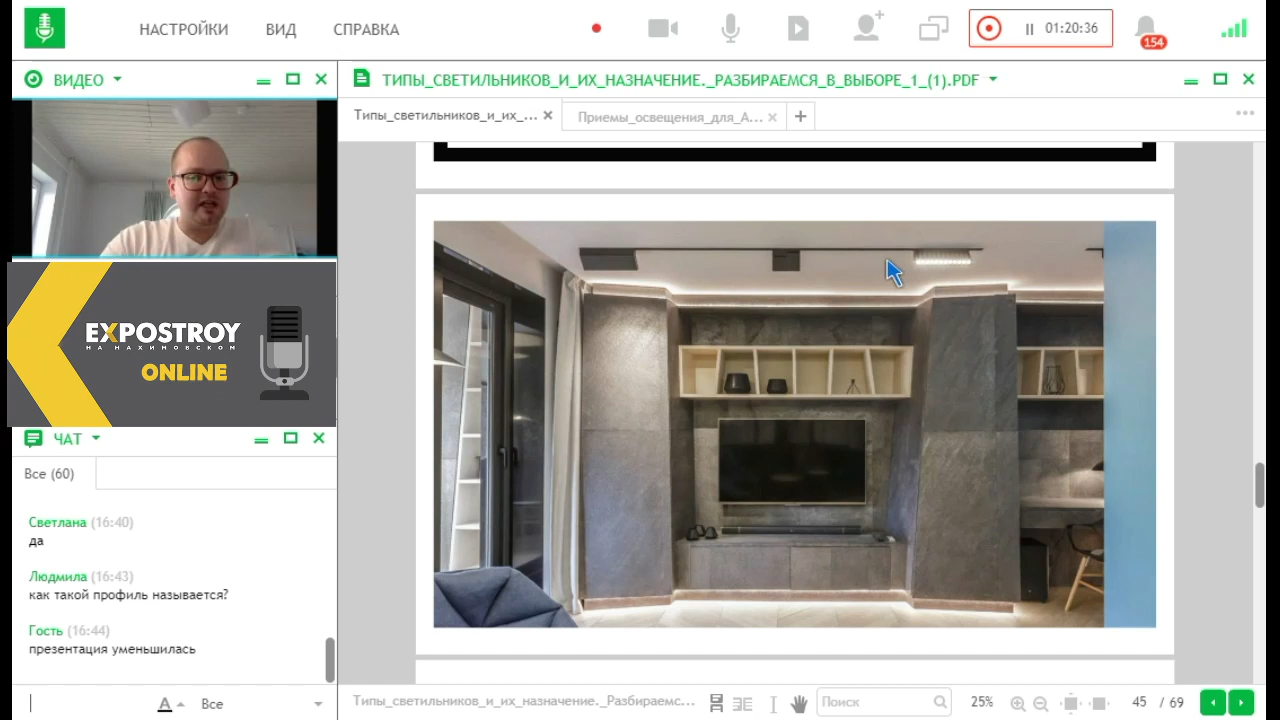 НАСТРОЙКИ ВИД СПРАВКА 01:20:36 154
ВИДЕО
ТИПЫ_СВЕТИЛЬНИКОВ_И_ИХ_НАЗНАЧЕНИЕ._РАЗБИРАЕМСЯ_В_ВЫБОРЕ_1_(1).PDF
Типы_светильников_и_их_... Приемы_освещения_для_А...
EXPOSTROY
НА НАХИМОВСКОМ
ONLINE
ЧАТ
Все (60)
Светлана (16:40)
да
Людмила (16:43)
как такой профиль называется?
Гость (16:44)
презентация уменьшилась
A Все
Типы_светильников_и_их_назначение._Разбираемс... Поиск 25% 45 / 69